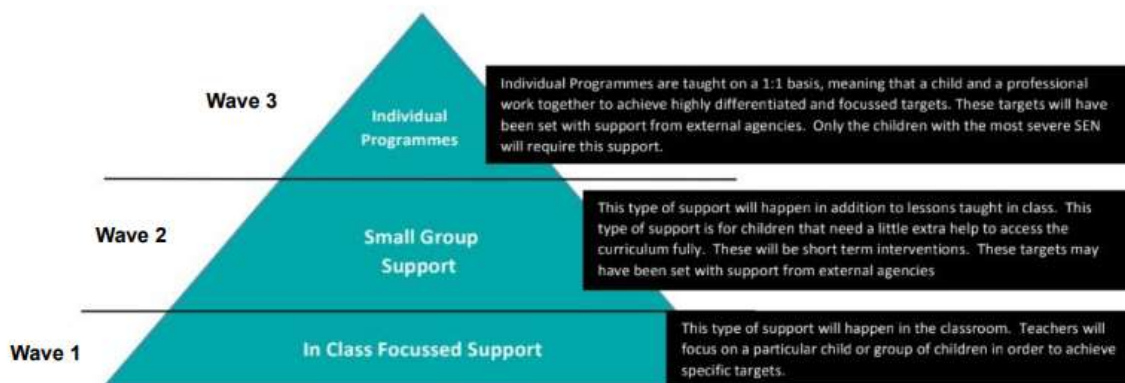 Wave 3
Individual
Programmes
Individual Programmes are taught on a 1:1 basis, meaning that a child and a professional
work together to achieve highly differentiated and focussed targets. These targets will have
been set with support from external agencies.  Only the children with the most severe SEN
will require this support.
Wave 2
Small Group
Support
This type of support will happen in addition to lessons taught in class.  This
type of support is for children that need a little extra help to access the
curriculum fully.  These will be short term interventions.  These targets may
have been set with support from external agencies
Wave 1
In Class Focussed Support
This type of support will happen in the classroom.  Teachers will
focus on a particular child or group of children in order to achieve
specific targets.